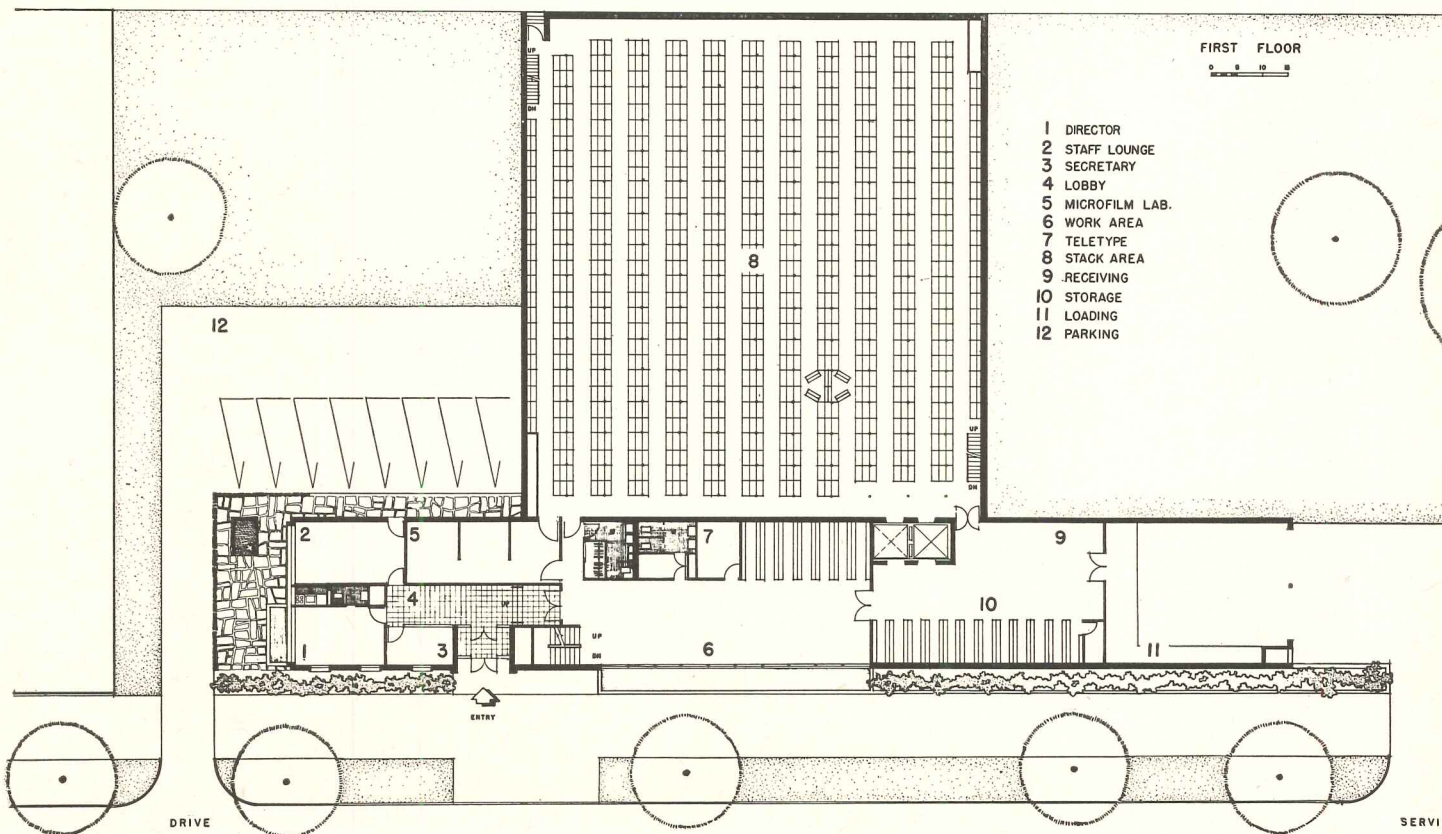 FIRST FLOOR
0 5 10 15
1 DIRECTOR
2 STAFF LOUNGE
3 SECRETARY
4 LOBBY
5 MICROFILM LAB.
6 WORK AREA
7 TELETYPE
8 STACK AREA
9 RECEIVING
10 STORAGE
11 LOADING
12 PARKING
UP
DN
8
12
UP
DN
2
5
7
9
4
UP
10
1
3
UP
DN
6
11
ENTRY
DRIVE
SERVI